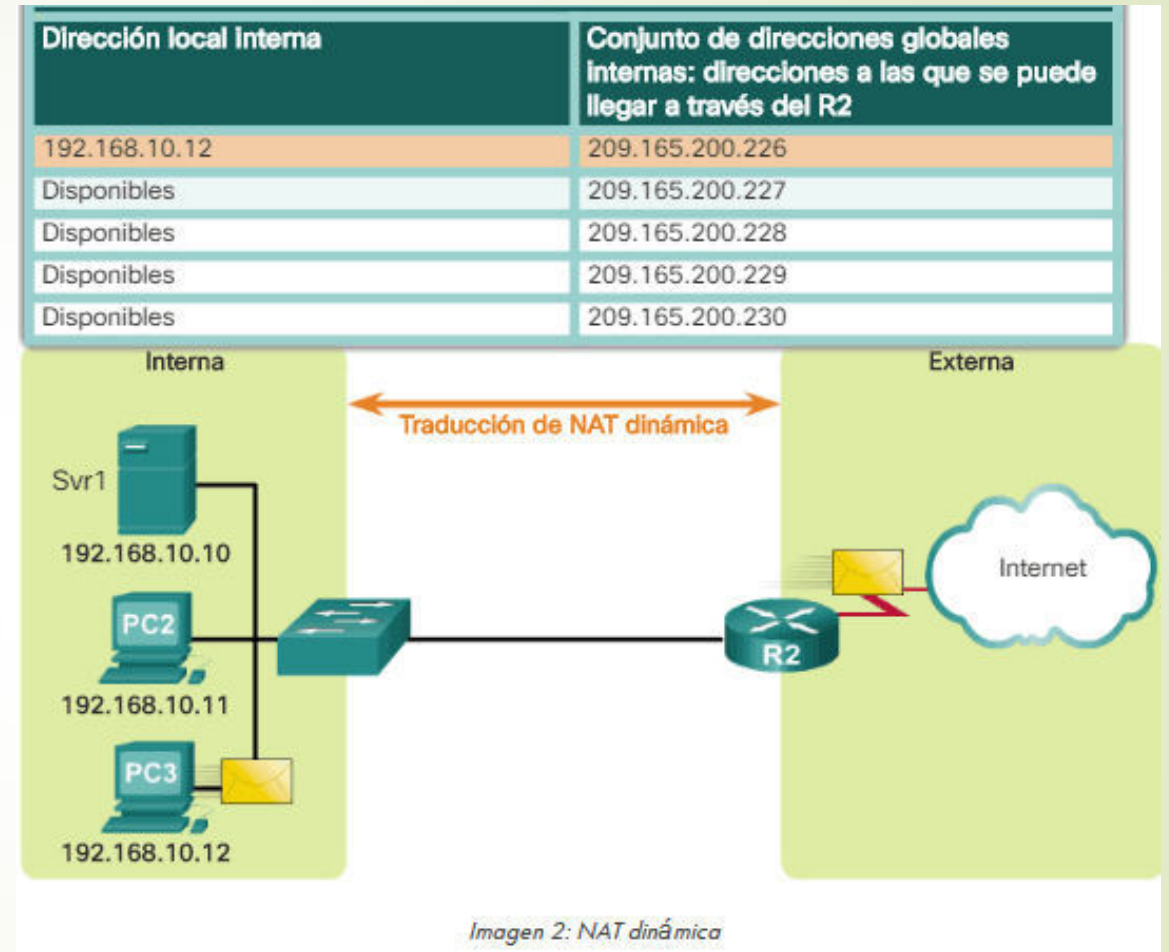 Dirección local interna
Conjunto de direcciones globales
internas: direcciones a las que se puede
llegar a través del R2
192.168.10.12 209.165.200.226
Disponibles 209.165.200.227
Disponibles 209.165.200.228
Disponibles 209.165.200.229
Disponibles 209.165.200.230
Interna
Externa
Traducción de NAT dinámica
Svr1
192.168.10.10
Internet
PC2
R2
192.168.10.11
PC3
192.168.10.12
Imagen 2: NAT dinámica